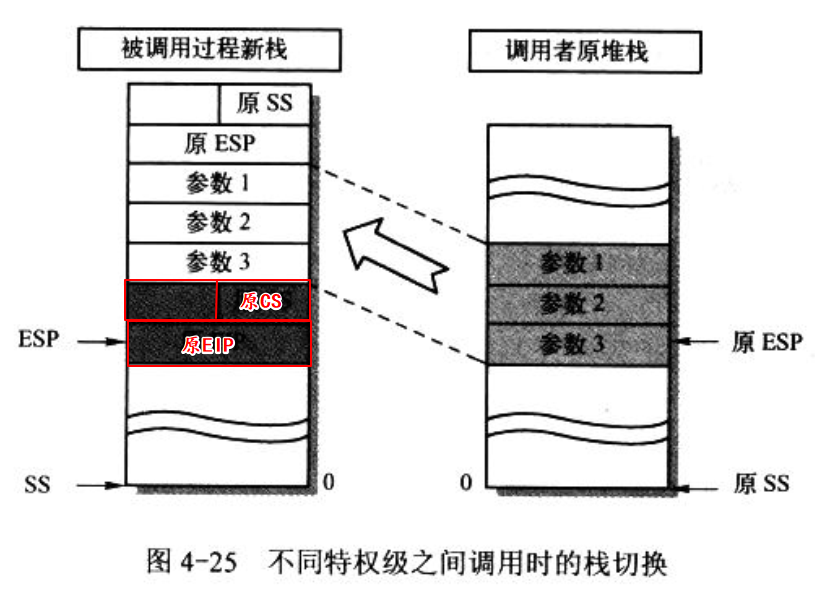 被调用过程新栈
调用者原堆栈
原 SS
原 ESP
参数 1
参数 2
参数 3
原CS
原EIP
ESP
SS
0
参数 1
参数 2
参数 3
原 ESP
0
原 SS
图 4-25 不同特权级之间调用时的栈切换